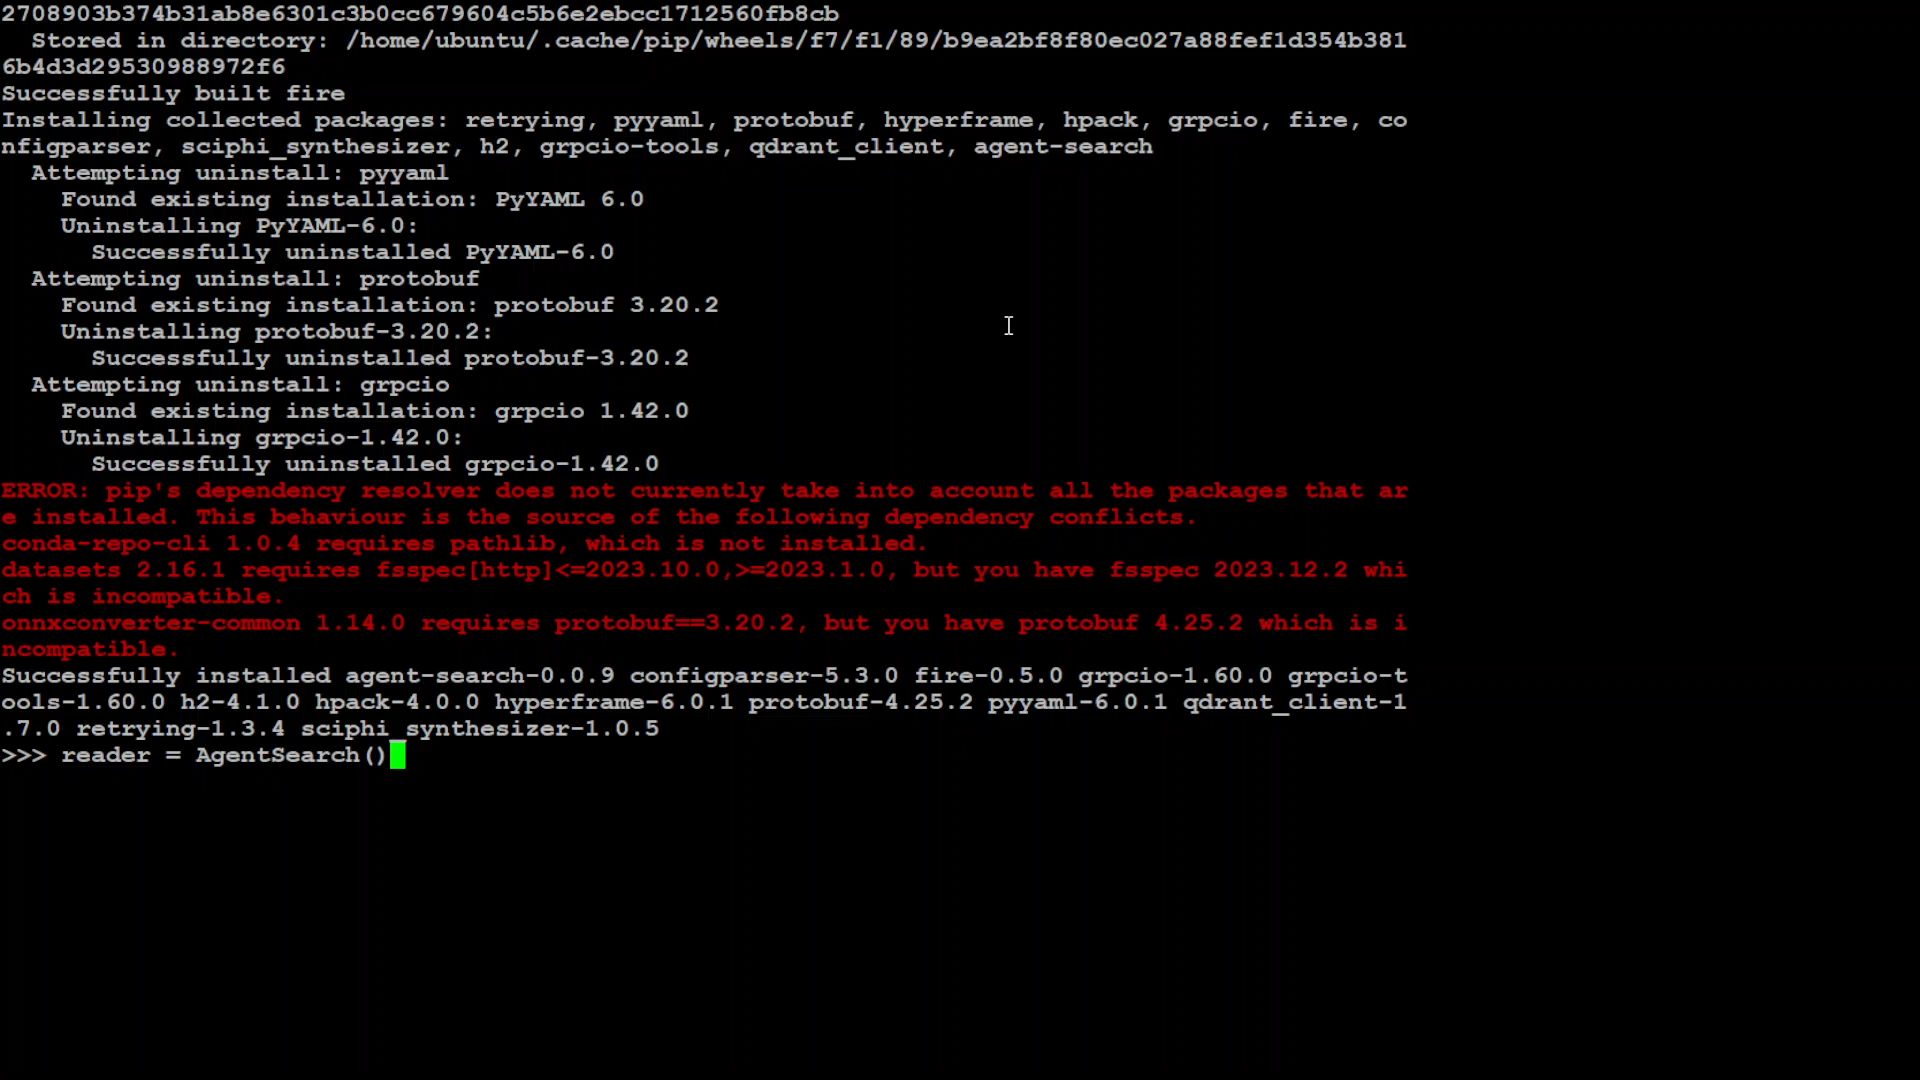 2708903b374b31ab8e6301c3b0cc679604c5b6e2ebcc1712560fb8cb
  Stored in directory: /home/ubuntu/.cache/pip/wheels/f7/f1/89/b9ea2bf8f80ec027a88fef1d354b381
6b4d3d29530988972f6
Successfully built fire
Installing collected packages: retrying, pyyaml, protobuf, hyperframe, hpack, grpcio, fire, co
nfigparser, sciphi_synthesizer, h2, grpcio-tools, qdrant_client, agent-search
  Attempting uninstall: pyyaml
    Found existing installation: PyYAML 6.0
    Uninstalling PyYAML-6.0:
      Successfully uninstalled PyYAML-6.0
  Attempting uninstall: protobuf
    Found existing installation: protobuf 3.20.2
    Uninstalling protobuf-3.20.2:
      Successfully uninstalled protobuf-3.20.2
  Attempting uninstall: grpcio
    Found existing installation: grpcio 1.42.0
    Uninstalling grpcio-1.42.0:
      Successfully uninstalled grpcio-1.42.0
ERROR: pip's dependency resolver does not currently take into account all the packages that ar
e installed. This behaviour is the source of the following dependency conflicts.
conda-repo-cli 1.0.4 requires pathlib, which is not installed.
datasets 2.16.1 requires fsspec[http]<=2023.10.0,>=2023.1.0, but you have fsspec 2023.12.2 whi
ch is incompatible.
onnxconverter-common 1.14.0 requires protobuf==3.20.2, but you have protobuf 4.25.2 which is i
ncompatible.
Successfully installed agent-search-0.0.9 configparser-5.3.0 fire-0.5.0 grpcio-1.60.0 grpcio-t
ools-1.60.0 h2-4.1.0 hpack-4.0.0 hyperframe-6.0.1 protobuf-4.25.2 pyyaml-6.0.1 qdrant_client-1
.7.0 retrying-1.3.4 sciphi_synthesizer-1.0.5
>>> reader = AgentSearch()